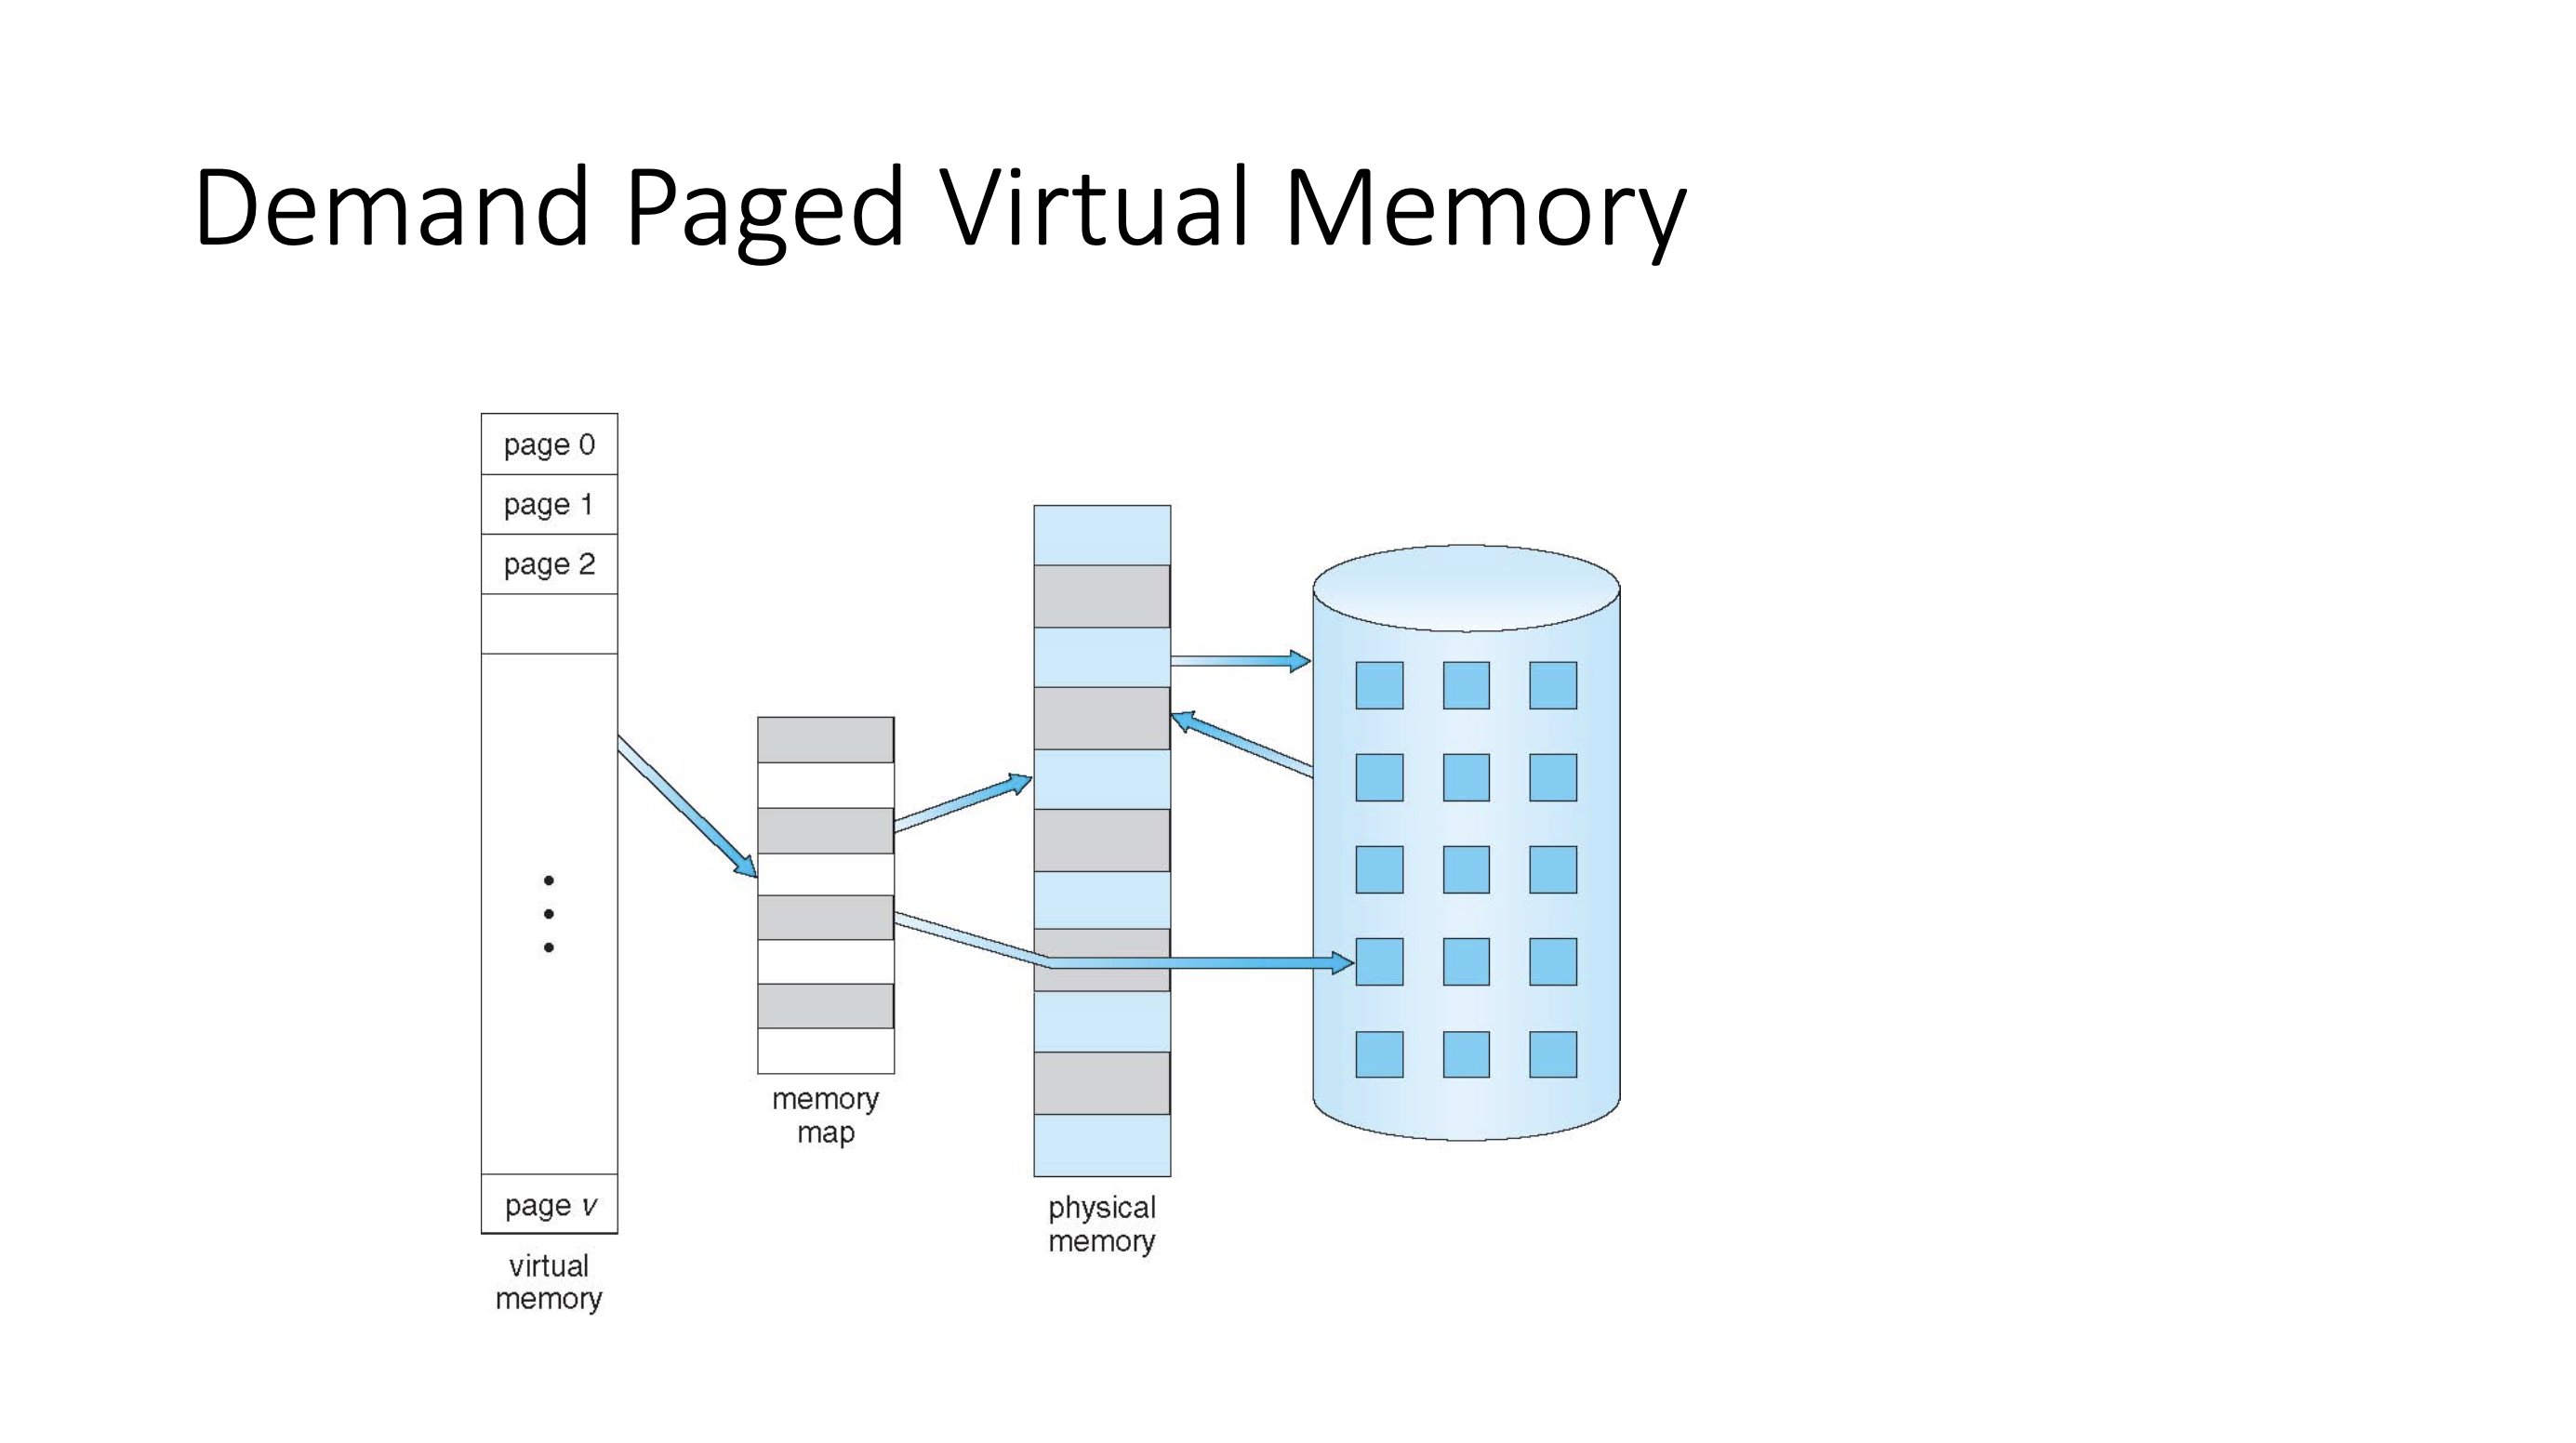 Demand Paged Virtual Memory
page 0
page 1
page 2
page v
virtual
memory
memory
map
physical
memory